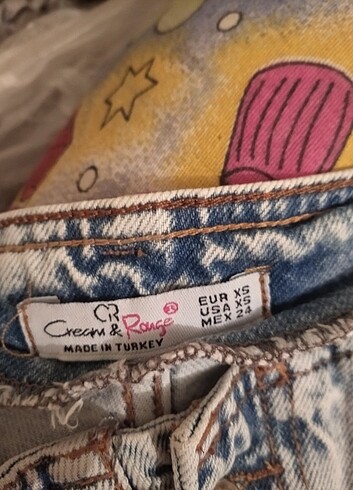 CR
Cream & Rouge
MADE IN TURKEY
EUR XS
USA XS
MEX 24